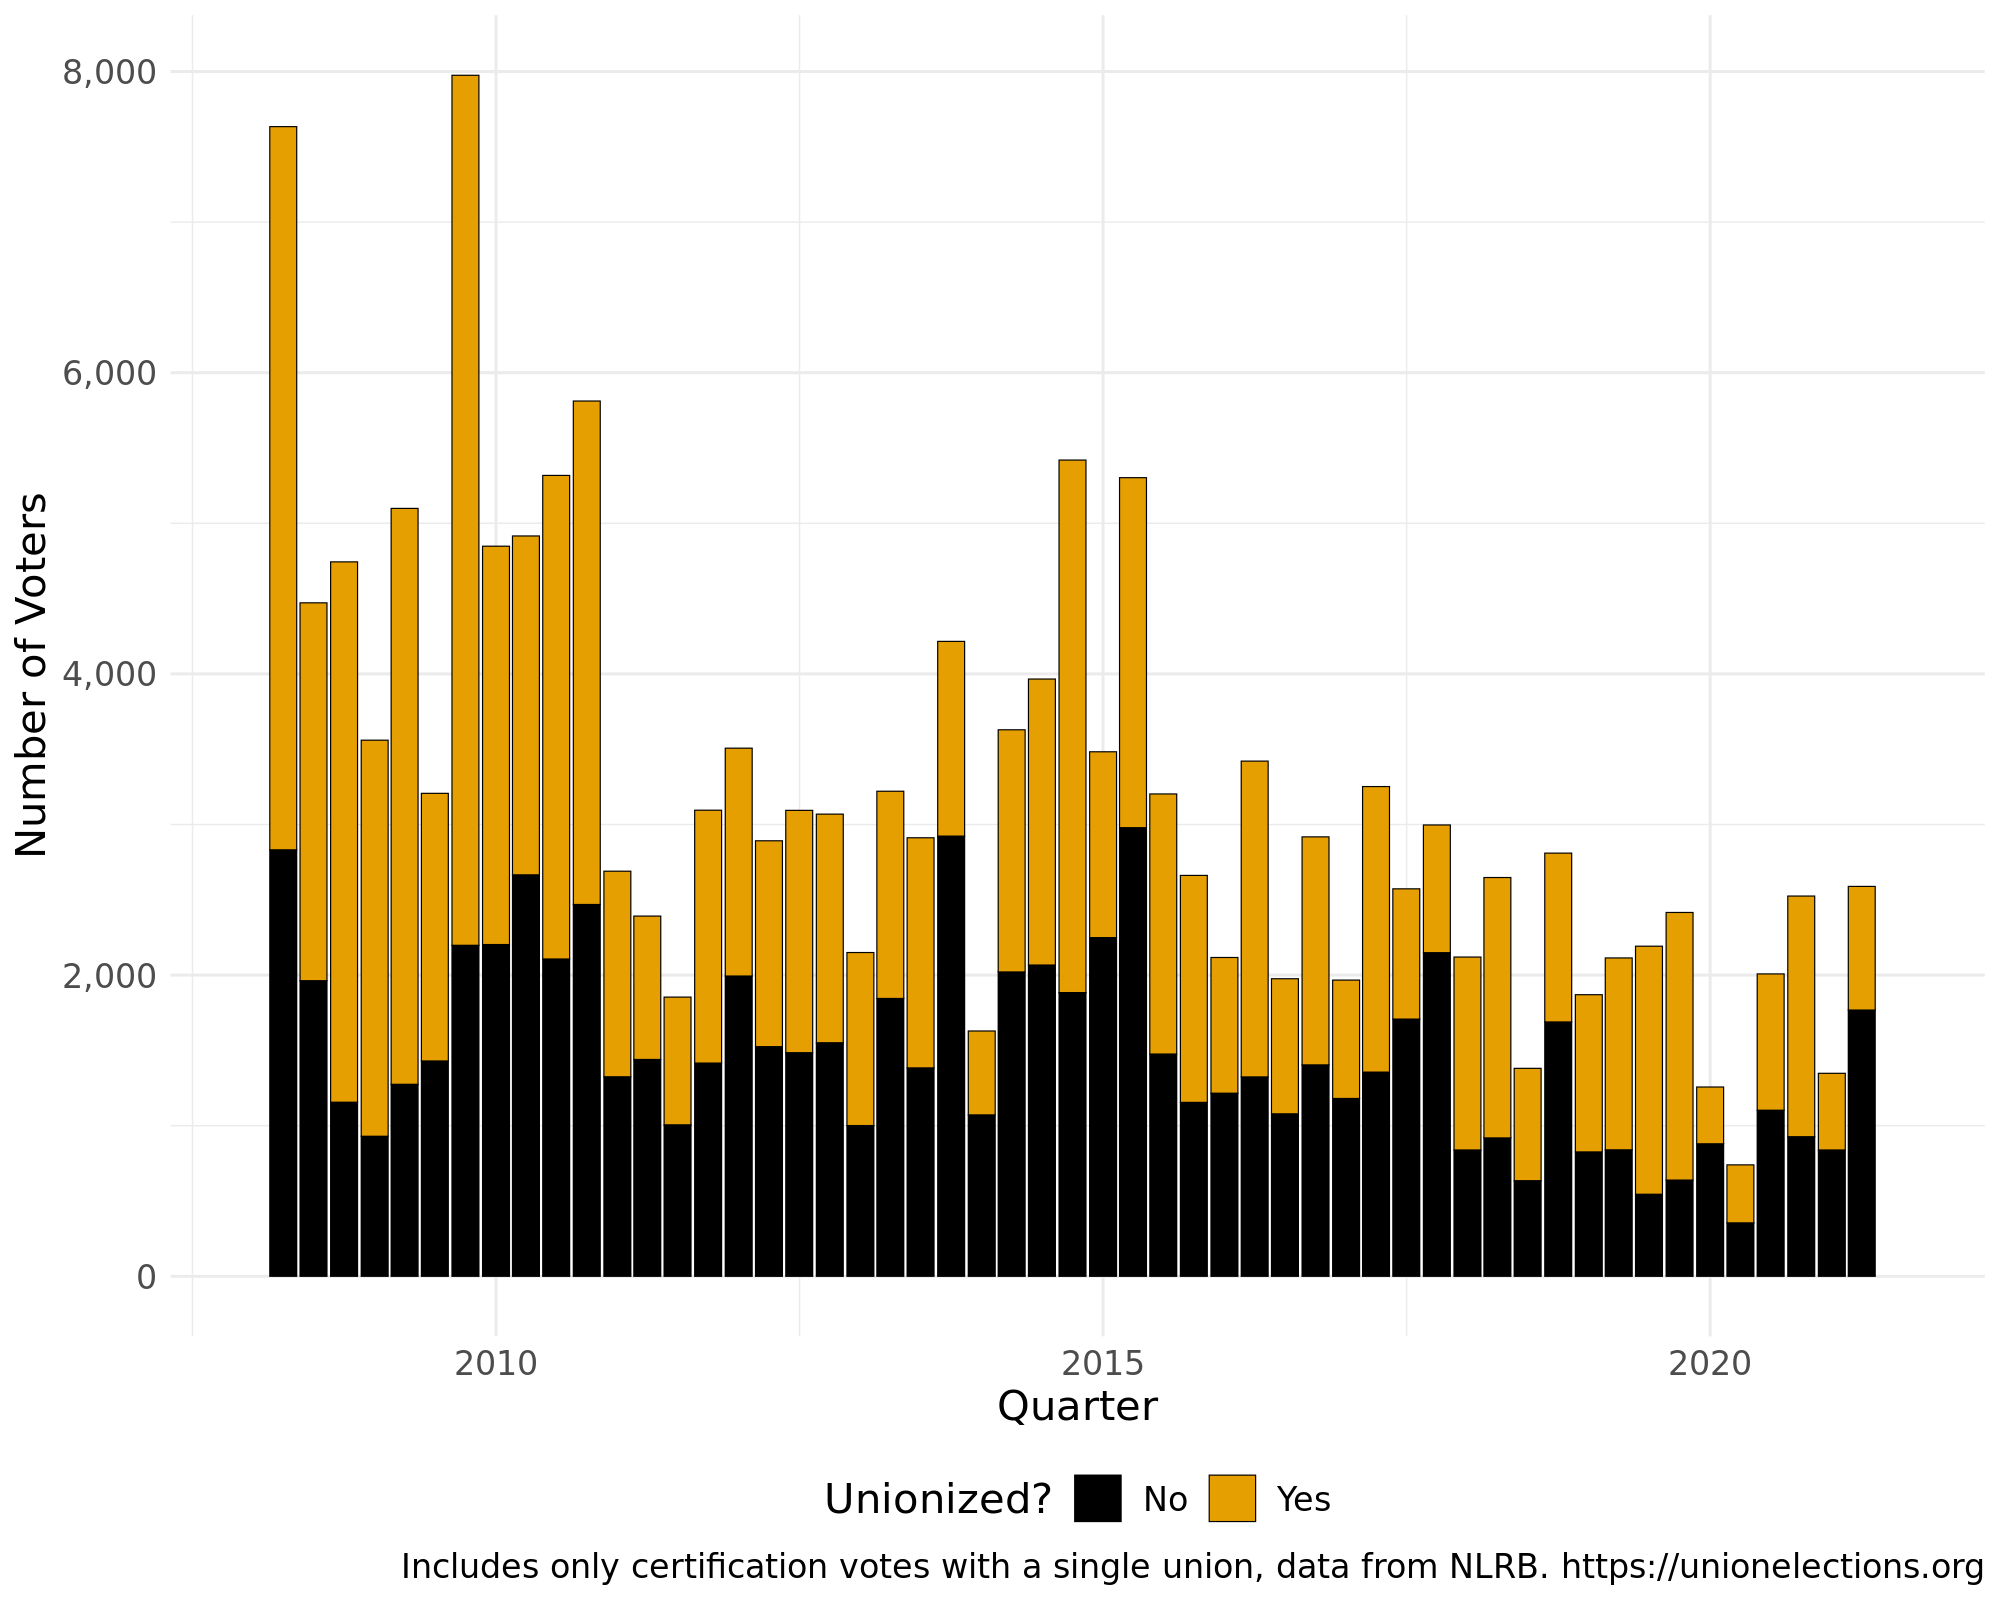 8,000
6,000
4,000
2,000
0
Number of Voters
2010 2015 2020
Quarter
Unionized? No Yes
Includes only certification votes with a single union, data from NLRB. https://unionelections.org